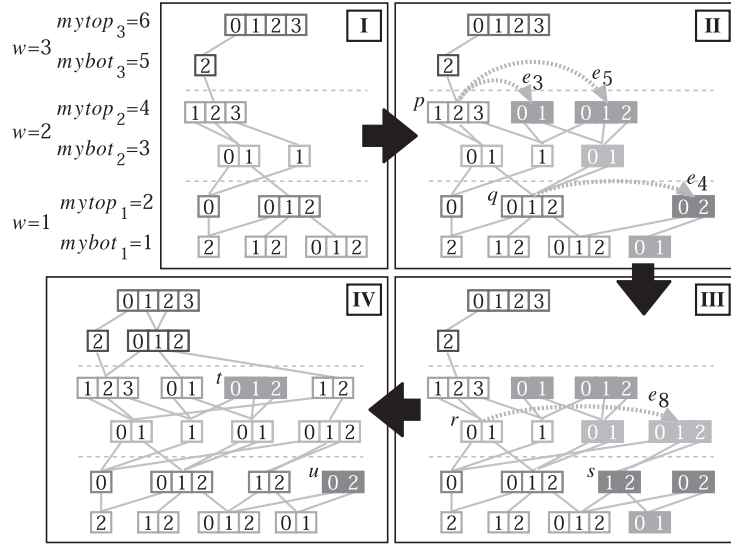 mytop3=6 0 1 2 3 I 0 1 2 3 II
w=3
mybot3=5 2 2
e3 e5
mytop2=4 1 2 3 p 1 2 3 0 1 0 1 2
w=2
mybot2=3 0 1 1 0 1 1 0 1
e4
mytop1=2 0 0 1 2 0 q 0 1 2 0 2
w=1
mybot1=1 2 1 2 0 1 2 2 1 2 0 1 2 0 1
0 1 2 3 IV 0 1 2 3 III
2 0 1 2 2
1 2 3 0 1 t 0 1 2 1 2 1 2 3 0 1 0 1 2
e8
0 1 1 0 1 0 1 2 r 0 1 1 0 1 0 1 2
0 0 1 2 1 2 u 0 2 0 0 1 2 s 1 2 0 2
2 1 2 0 1 2 0 1 2 1 2 0 1 2 0 1